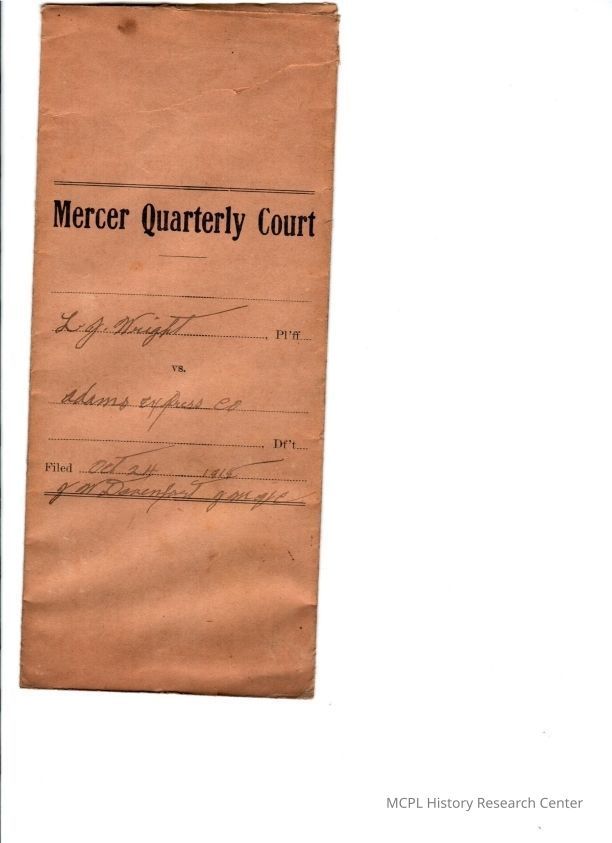 Mercer Quarterly Court
L. J. Wright, Pl'ff
vs.
Adams Express Co
Df't
Filed Oct 24 1915
J W Davenport
MCPL History Research Center